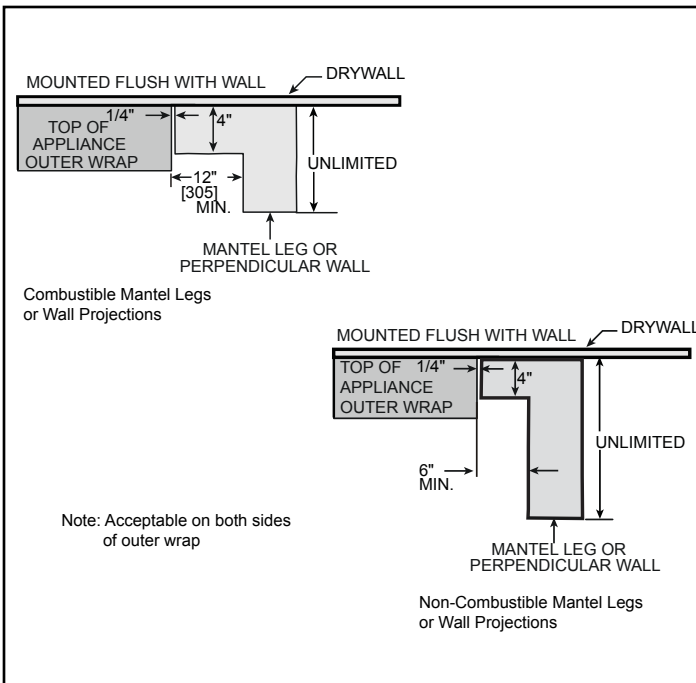 DRYWALL
MOUNTED FLUSH WITH WALL
1/4"
4"
TOP OF
APPLIANCE
OUTER WRAP
UNLIMITED
12"
[305]
MIN.
MANTEL LEG OR
PERPENDICULAR WALL
Combustible Mantel Legs
or Wall Projections
DRYWALL
MOUNTED FLUSH WITH WALL
TOP OF
1/4"
4"
APPLIANCE
OUTER WRAP
UNLIMITED
6"
MIN.
Note: Acceptable on both sides
of outer wrap
MANTEL LEG OR
PERPENDICULAR WALL
Non-Combustible Mantel Legs
or Wall Projections